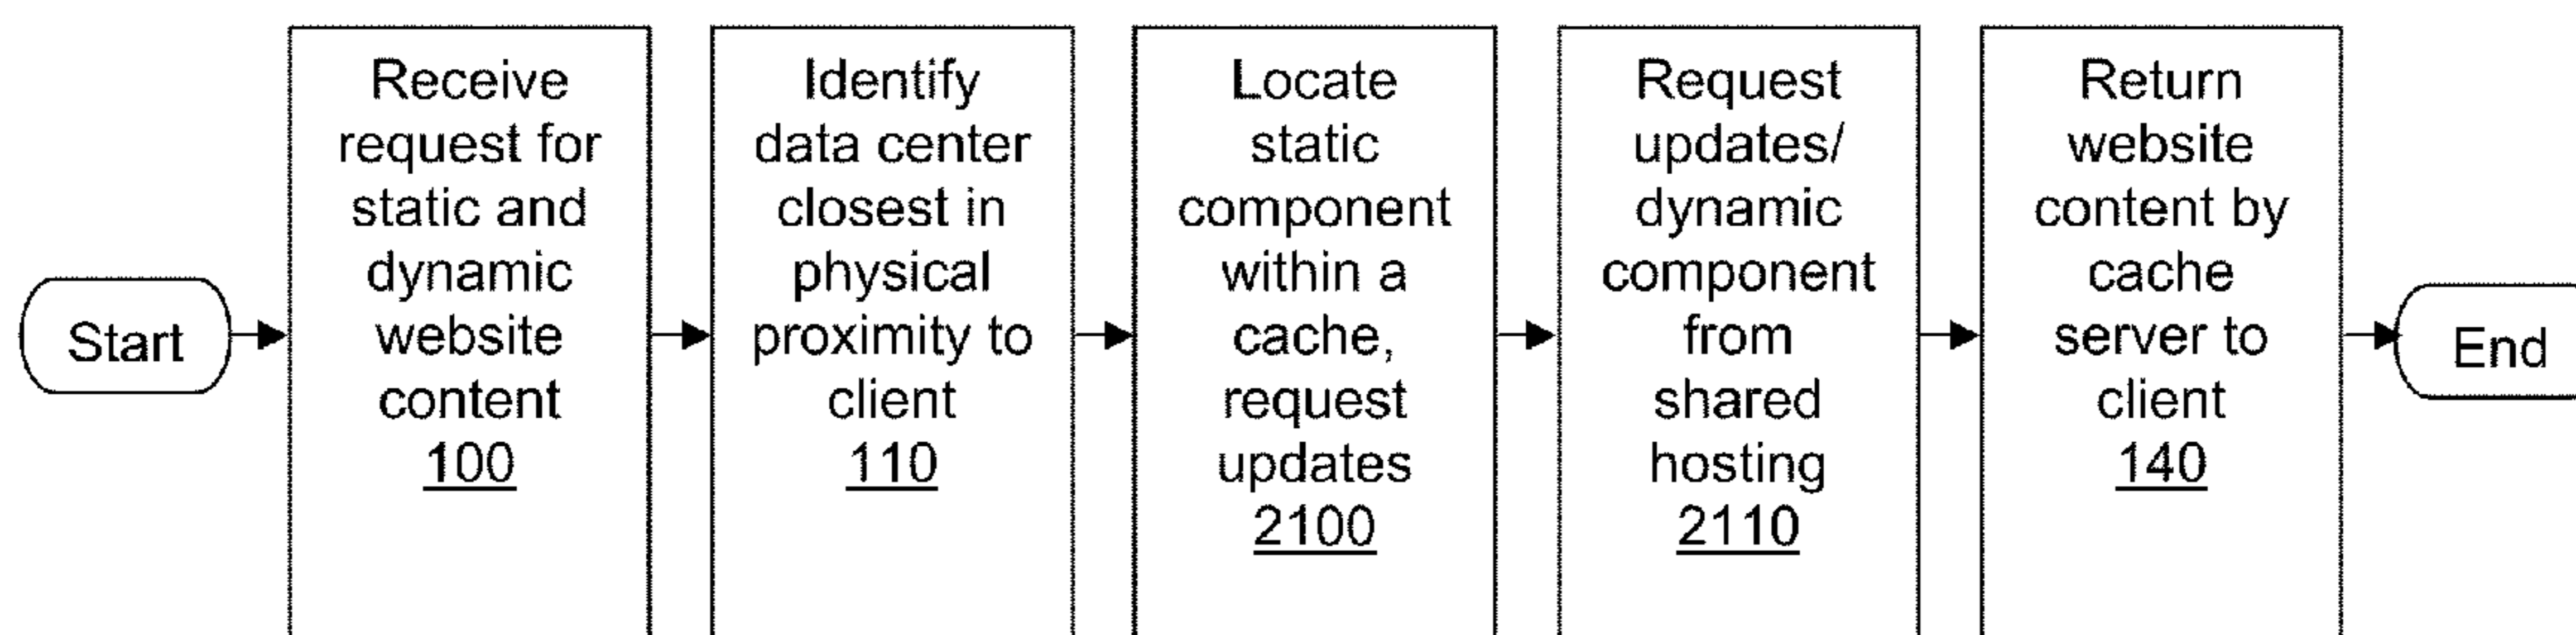 Start
Receive
request for
static and
dynamic
website
content
100
Identify
data center
closest in
physical
proximity to
client
110
Locate
static
component
within a
cache,
request
updates
2100
Request
updates/
dynamic
component
from
shared
hosting
2110
Return
website
content by
cache
server to
client
140
End